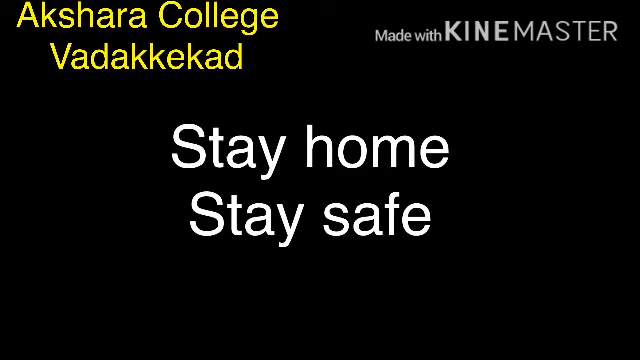 Akshara College
Vadakkekad
Made with KINEMASTER
Stay home
Stay safe